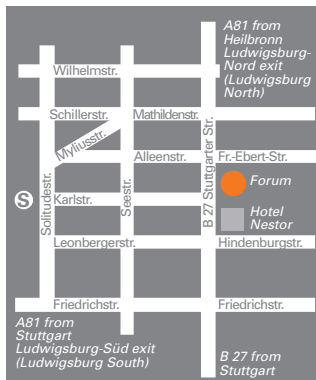 A81 from
Heilbronn
Ludwigsburg-
Nord exit
(Ludwigsburg
North)
Wilhelmstr.
Schillerstr.
Mathildenstr.
Myliusstr.
Alleenstr.
Fr.-Ebert-Str.
Forum
S
Karlstr.
Solitudestr.
Seestr.
B 27 Stuttgarter Str.
Hotel
Nestor
Leonbergerstr.
Hindenburgstr.
Friedrichstr.
Friedrichstr.
A81 from
Stuttgart
Ludwigsburg-Süd exit
(Ludwigsburg South)
B 27 from
Stuttgart